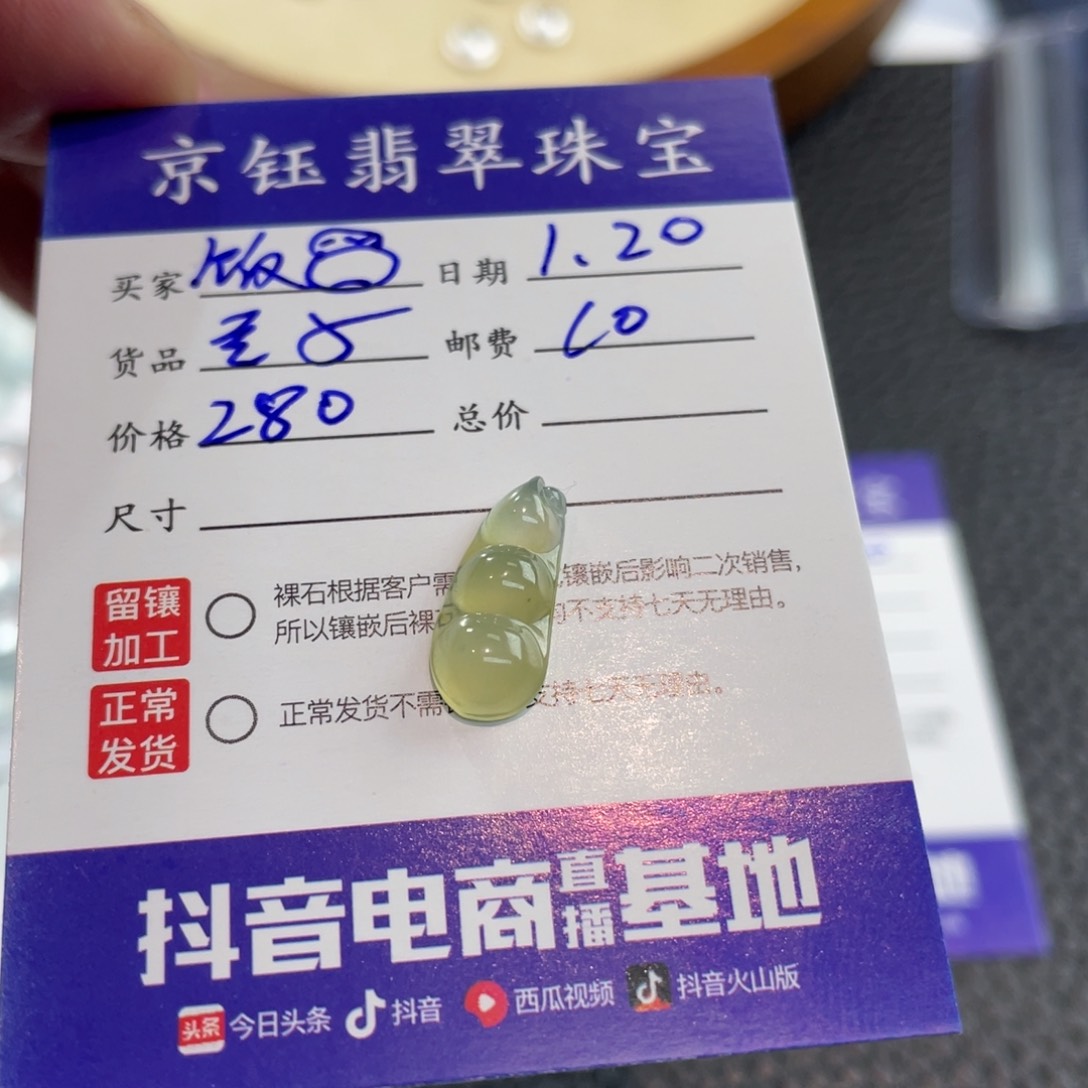 京钰翡翠珠宝
买家 饭 日期 1.20
货品 邮费 10
价格 280 总价
尺寸
留镶加工 裸石根据客户需 镶嵌后影响二次销售，
所以镶嵌后裸 不支持七天无理由。
正常发货 正常发货不需 支持七天无理由。
抖音电商直播基地
头条 今日头条 抖音 西瓜视频 抖音火山版